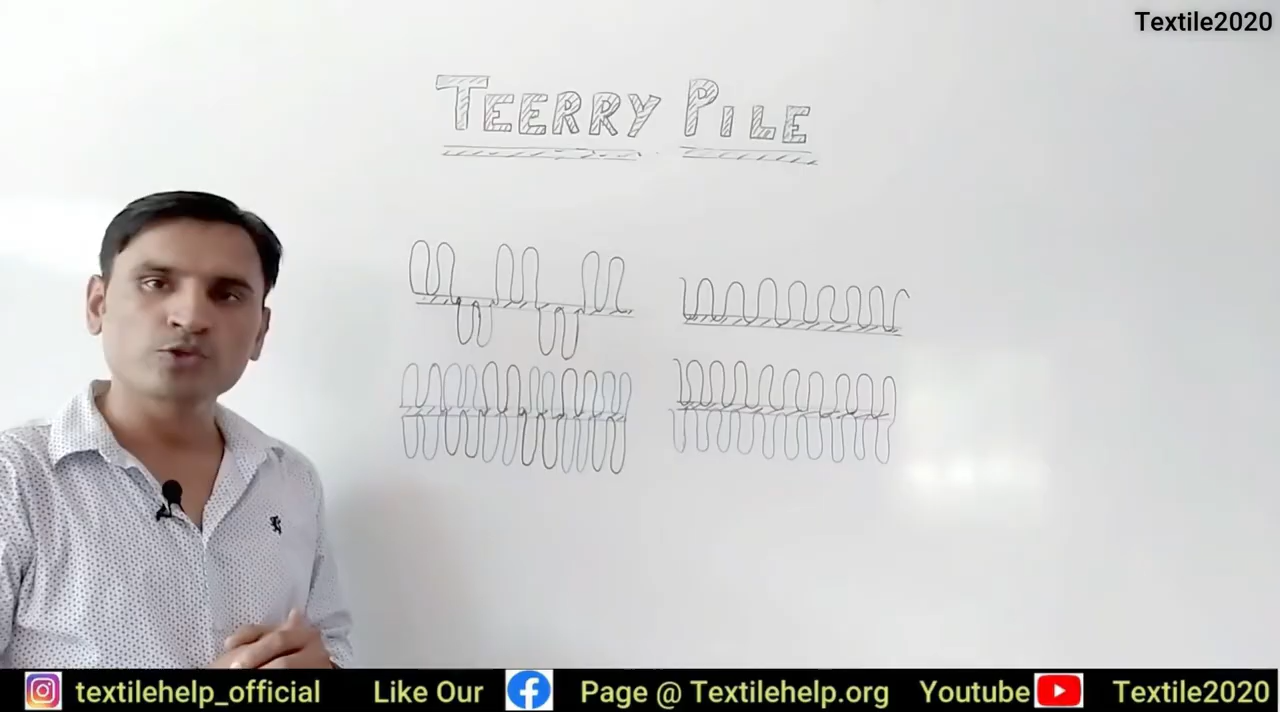 Textile2020
TEERRY PILE
textilehelp_official Like Our Page @ Textilehelp.org Youtube Textile2020